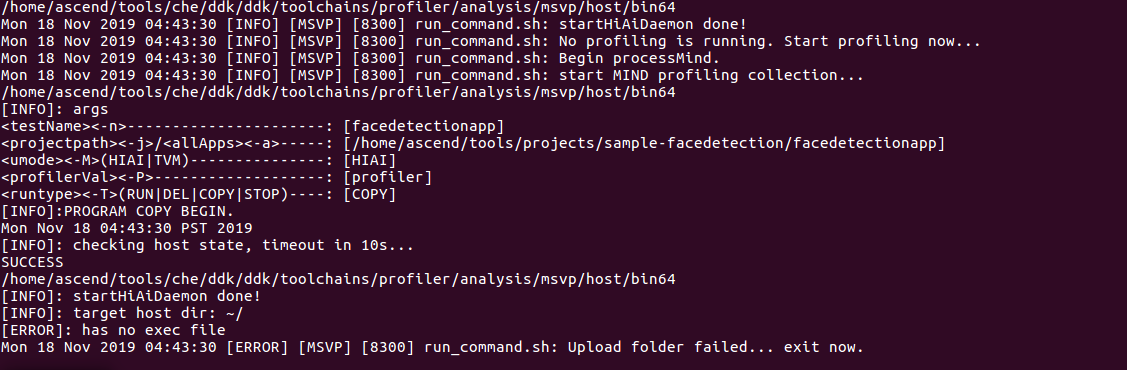 /home/ascend/tools/che/ddk/ddk/toolchains/profiler/analysis/msvp/host/bin64
Mon 18 Nov 2019 04:43:30 [INFO] [MSVP] [8300] run_command.sh: startHiAiDaemon done!
Mon 18 Nov 2019 04:43:30 [INFO] [MSVP] [8300] run_command.sh: No profiling is running. Start profiling now...
Mon 18 Nov 2019 04:43:30 [INFO] [MSVP] [8300] run_command.sh: Begin processMind.
Mon 18 Nov 2019 04:43:30 [INFO] [MSVP] [8300] run_command.sh: start MIND profiling collection...
/home/ascend/tools/che/ddk/ddk/toolchains/profiler/analysis/msvp/host/bin64
[INFO]: args
<testName><-n>----------------------: [facedetectionapp]
<projectpath><-j>/<allApps><-a>-----: [/home/ascend/tools/projects/sample-facedetection/facedetectionapp]
<umode><-M>(HIAI|TVM)---------------: [HIAI]
<profilerVal><-P>-------------------: [profiler]
<runtype><-T>(RUN|DEL|COPY|STOP)----: [COPY]
[INFO]:PROGRAM COPY BEGIN.
Mon Nov 18 04:43:30 PST 2019
[INFO]: checking host state, timeout in 10s...
SUCCESS
/home/ascend/tools/che/ddk/ddk/toolchains/profiler/analysis/msvp/host/bin64
[INFO]: startHiAiDaemon done!
[INFO]: target host dir: ~/
[ERROR]: has no exec file
Mon 18 Nov 2019 04:43:30 [ERROR] [MSVP] [8300] run_command.sh: Upload folder failed... exit now.